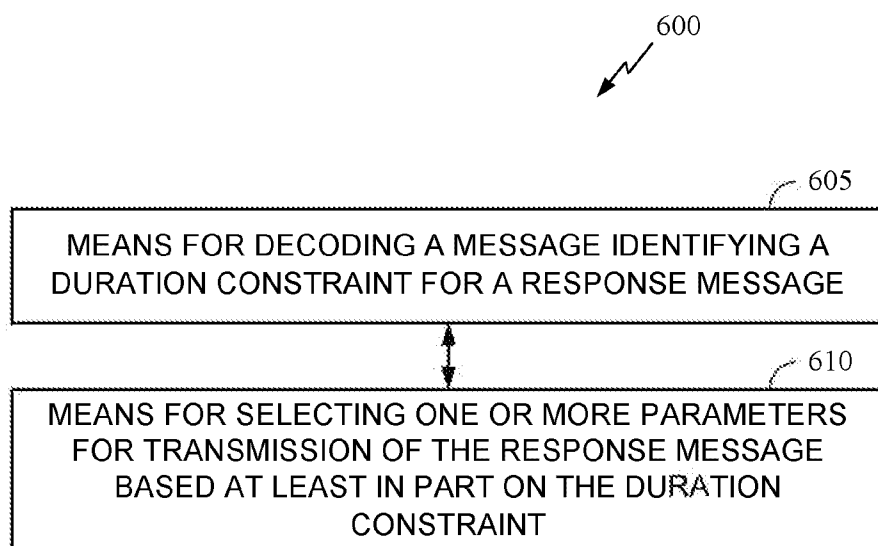 600
605
MEANS FOR DECODING A MESSAGE IDENTIFYING A
DURATION CONSTRAINT FOR A RESPONSE MESSAGE
610
MEANS FOR SELECTING ONE OR MORE PARAMETERS
FOR TRANSMISSION OF THE RESPONSE MESSAGE
BASED AT LEAST IN PART ON THE DURATION
CONSTRAINT